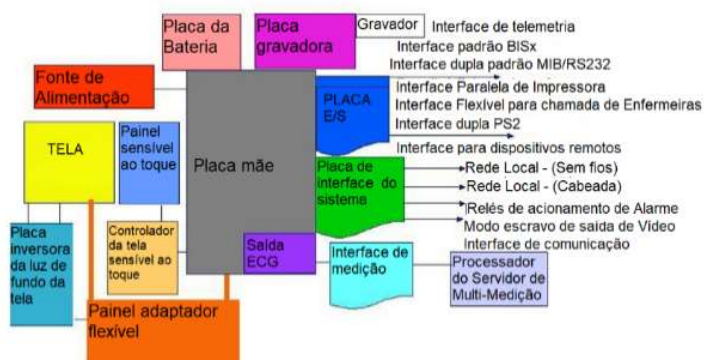 Placa da
Bateria
Placa
gravadora
Gravador
Interface de telemetria
Interface padrão BISx
Interface dupla padrão MIB/RS232
Fonte de
Alimentação
PLACA
E/S
Interface Paralela de Impressora
Interface Flexível para chamada de Enfermeiras
Interface dupla PS2
Interface para dispositivos remotos
TELA
Painel
sensível
ao toque
Placa mãe
Placa de
interface do
sistema
Rede Local - (Sem fios)
Rede Local - (Cabeada)
Relés de acionamento de Alarme
Modo escravo de saída de Vídeo
Interface de comunicação
Placa
inversora
da luz de
fundo da
tela
Controlador
da tela
sensível ao
toque
Saída
ECG
Interface de
medição
Processador
do Servidor de
Multi-Medição
Painel adaptador
flexível